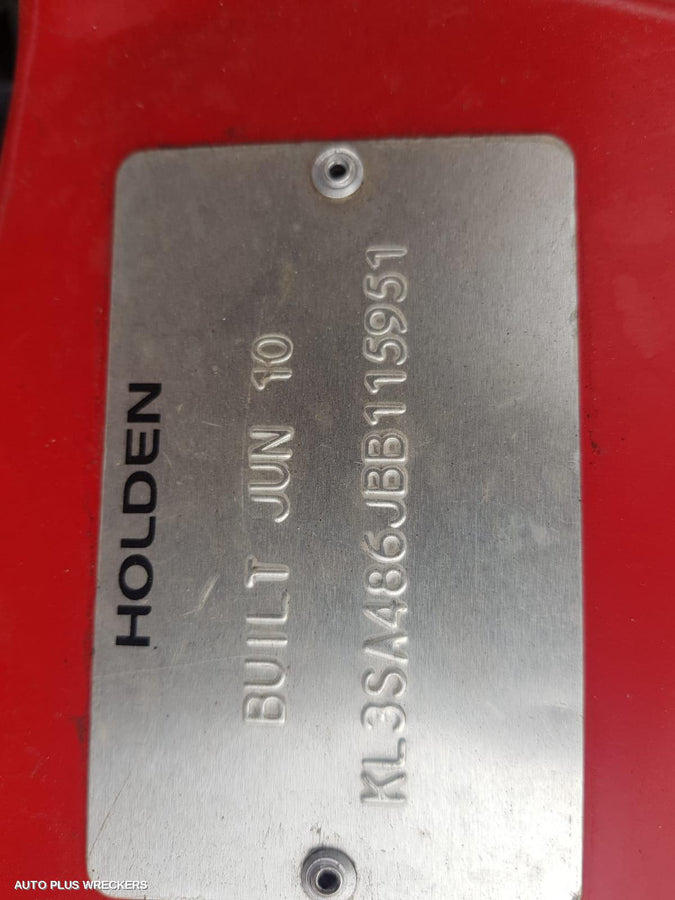 HOLDEN
BUILT JUN 10
KL3SA486JBB115951
AUTO PLUS WRECKERS